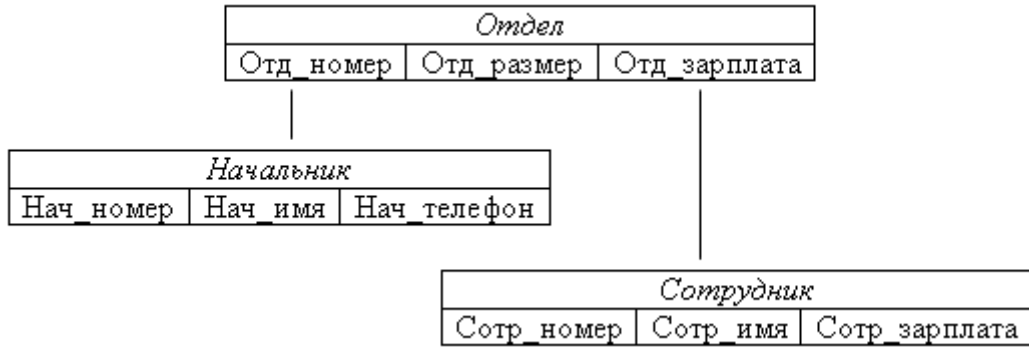 Отдел
Отд_номер Отд_размер Отд_зарплата
Начальник
Нач_номер Нач_имя Нач_телефон
Сотрудник
Сотр_номер Сотр_имя Сотр_зарплата